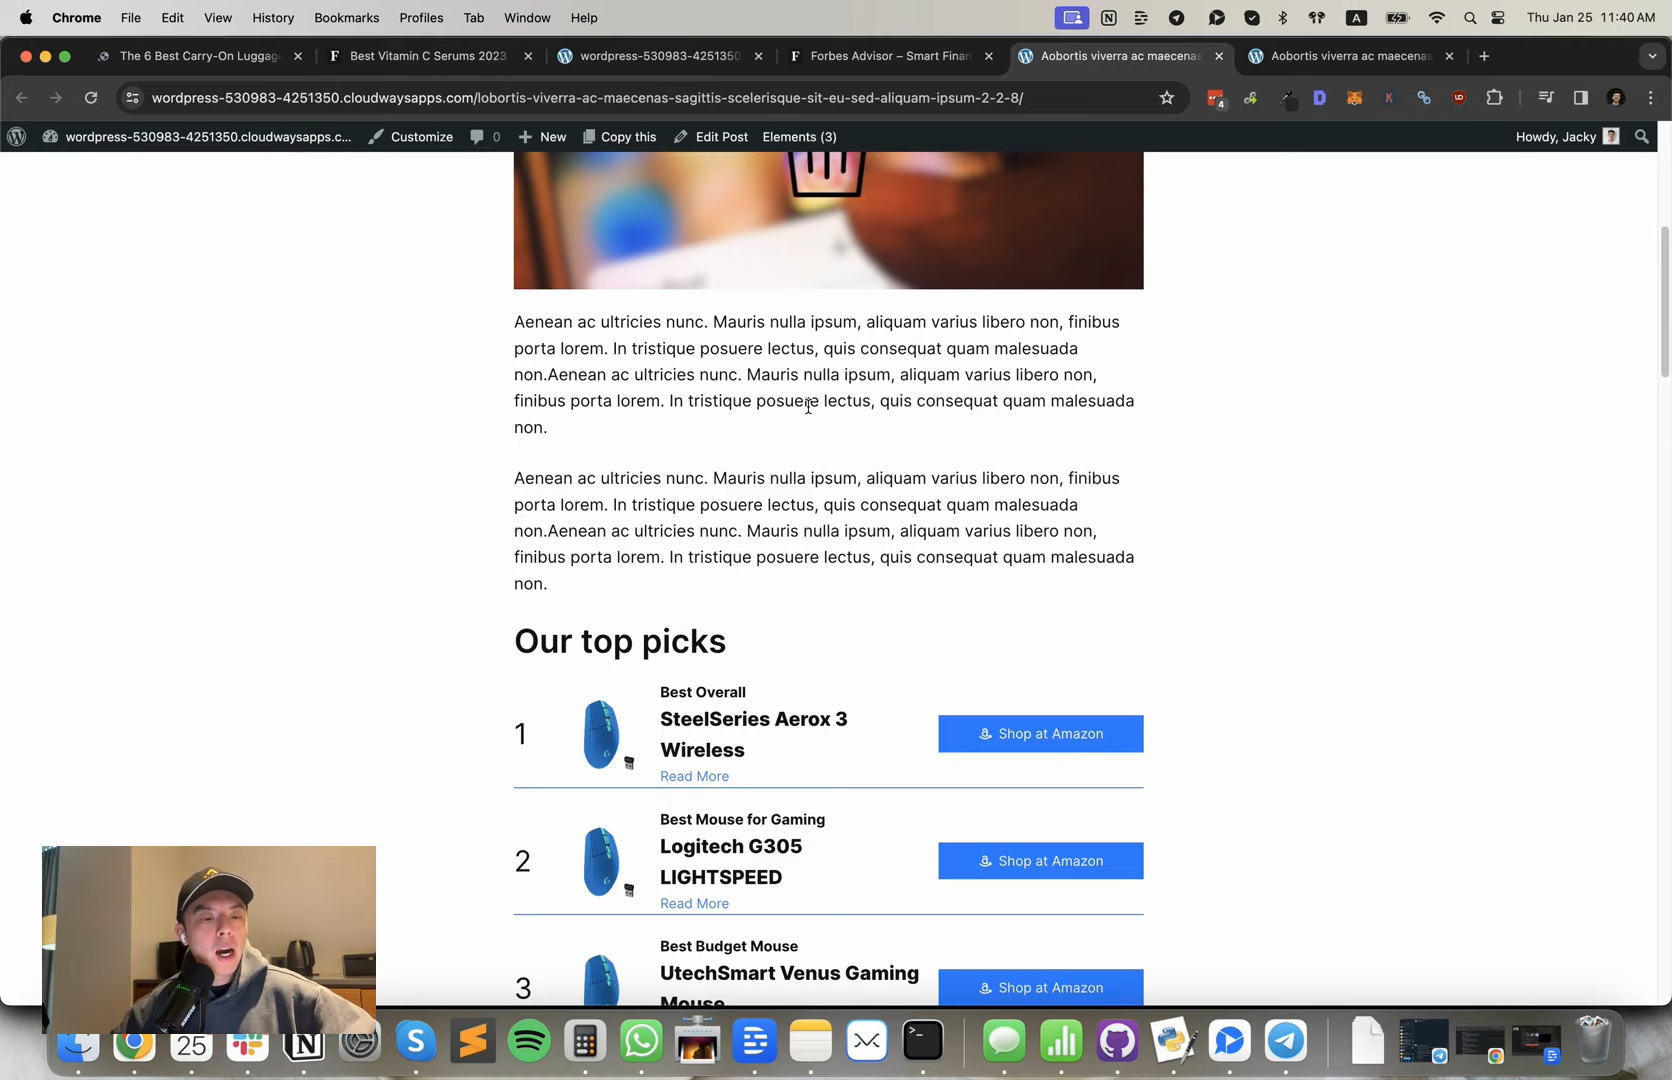 Chrome File Edit View History Bookmarks Profiles Tab Window Help
A
Thu Jan 25 11:40 AM
The 6 Best Carry-On Luggag
Best Vitamin C Serums 2023
wordpress-530983-4251350
Forbes Advisor – Smart Finan
Aobortis viverra ac maecenas
Aobortis viverra ac maecenas
wordpress-530983-4251350.cloudwaysapps.com/lobortis-viverra-ac-maecenas-sagittis-scelerisque-sit-eu-sed-aliquam-ipsum-2-2-8/
4
wordpress-530983-4251350.cloudwaysapps.c... Customize 0 New Copy this Edit Post Elements (3)
Howdy, Jacky
Aenean ac ultricies nunc. Mauris nulla ipsum, aliquam varius libero non, finibus
porta lorem. In tristique posuere lectus, quis consequat quam malesuada
non.Aenean ac ultricies nunc. Mauris nulla ipsum, aliquam varius libero non,
finibus porta lorem. In tristique posuere lectus, quis consequat quam malesuada
non.
Aenean ac ultricies nunc. Mauris nulla ipsum, aliquam varius libero non, finibus
porta lorem. In tristique posuere lectus, quis consequat quam malesuada
non.Aenean ac ultricies nunc. Mauris nulla ipsum, aliquam varius libero non,
finibus porta lorem. In tristique posuere lectus, quis consequat quam malesuada
non.
Our top picks
1
Best Overall
SteelSeries Aerox 3
Wireless
Read More
Shop at Amazon
2
Best Mouse for Gaming
Logitech G305
LIGHTSPEED
Read More
Shop at Amazon
3
Best Budget Mouse
UtechSmart Venus Gaming
Mouse
Shop at Amazon
25